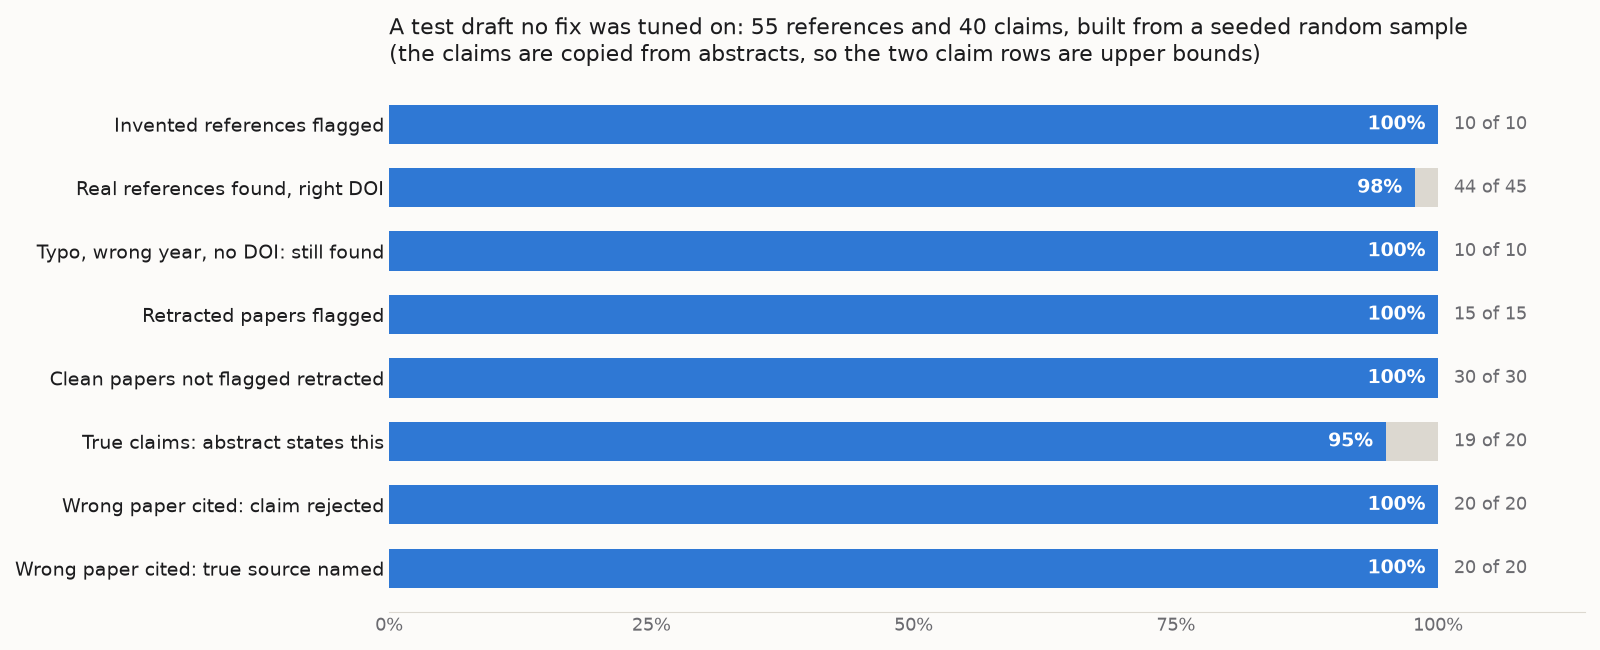 A test draft no fix was tuned on: 55 references and 40 claims, built from a seeded random sample
(the claims are copied from abstracts, so the two claim rows are upper bounds)
Invented references flagged 100% 10 of 10
Real references found, right DOI 98% 44 of 45
Typo, wrong year, no DOI: still found 100% 10 of 10
Retracted papers flagged 100% 15 of 15
Clean papers not flagged retracted 100% 30 of 30
True claims: abstract states this 95% 19 of 20
Wrong paper cited: claim rejected 100% 20 of 20
Wrong paper cited: true source named 100% 20 of 20
0% 25% 50% 75% 100%